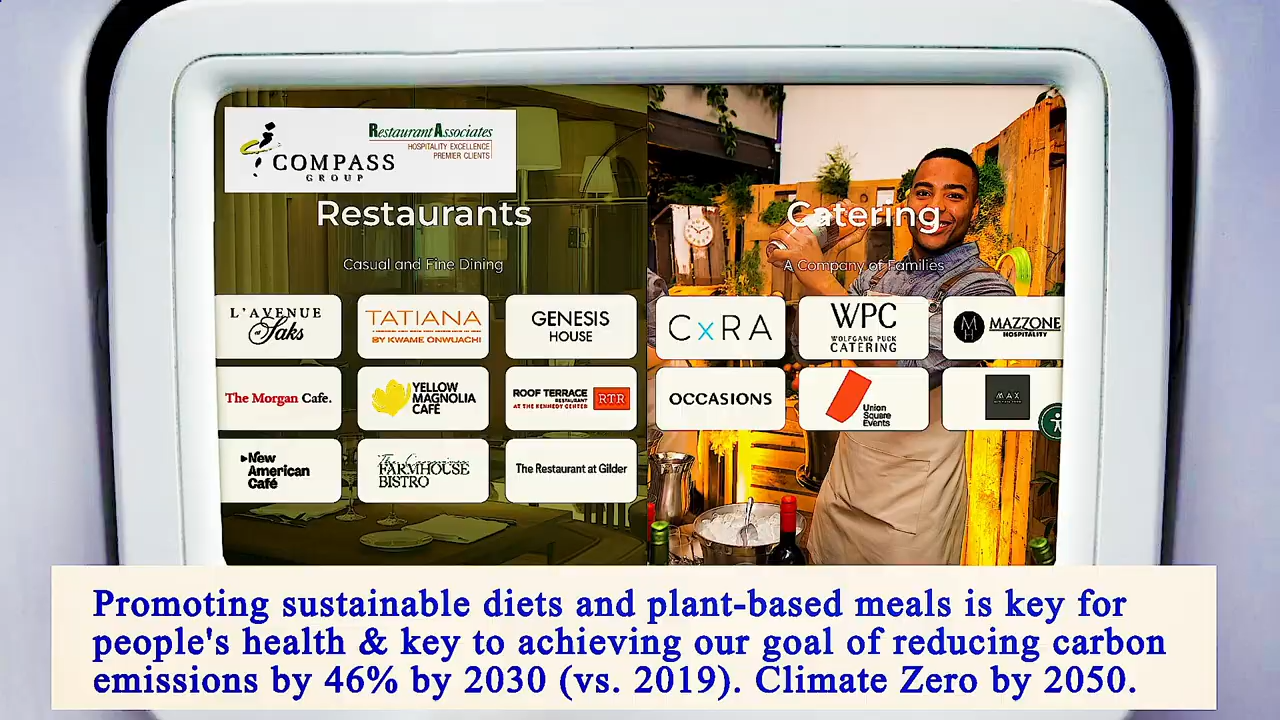 COMPASS
GROUP
Restaurant Associates
HOSPITALITY EXCELLENCE
PREMIER CLIENTS
Restaurants
Casual and Fine Dining
L'AVENUE
at
Saks
TATIANA
BY KWAME ONWUACHI
GENESIS
HOUSE
The Morgan Cafe.
YELLOW
MAGNOLIA
CAFÉ
ROOF TERRACE
RESTAURANT
AT THE KENNEDY CENTER
RTR
New
American
Café
FARMHOUSE
BISTRO
The Restaurant at Gilder
Catering
A Company of Families
CxRA
WPC
WOLFGANG PUCK
CATERING
MH
MAZZONE
HOSPITALITY
OCCASIONS
Union
Square
Events
MAX
Promoting sustainable diets and plant-based meals is key for
people's health & key to achieving our goal of reducing carbon
emissions by 46% by 2030 (vs. 2019). Climate Zero by 2050.